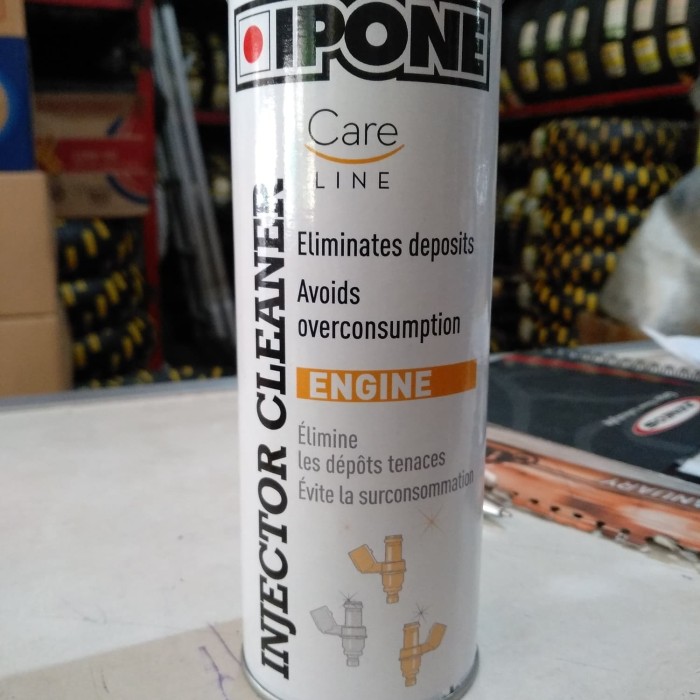 IPONE
Care
LINE
INJECTOR CLEANER
Eliminates deposits
Avoids
overconsumption
ENGINE
Élimine
les dépôts tenaces
Évite la surconsommation